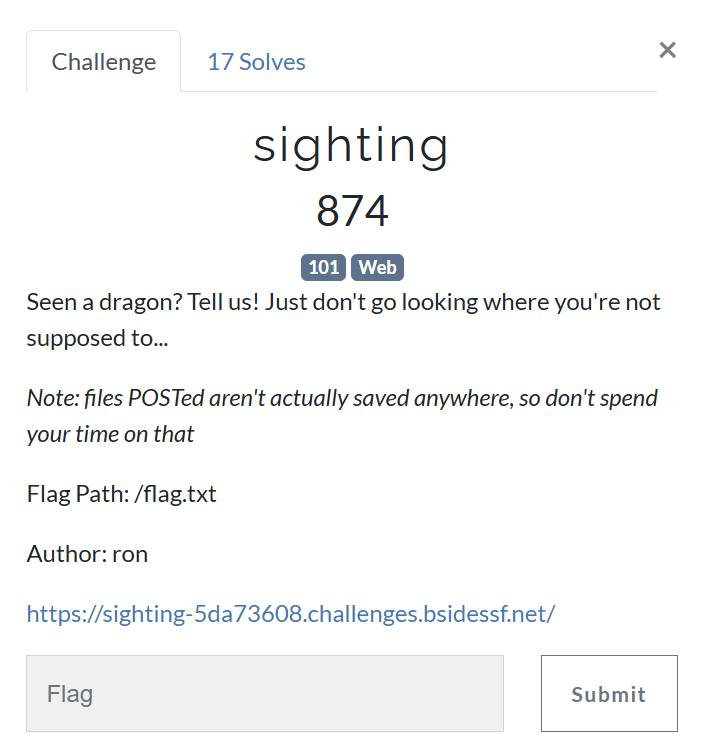 Challenge
17 Solves
×
sighting
874
101 Web
Seen a dragon? Tell us! Just don't go looking where you're not
supposed to...
Note: files POSTed aren't actually saved anywhere, so don't spend
your time on that
Flag Path: /flag.txt
Author: ron
https://sighting-5da73608.challenges.bsidessf.net/
Flag
Submit